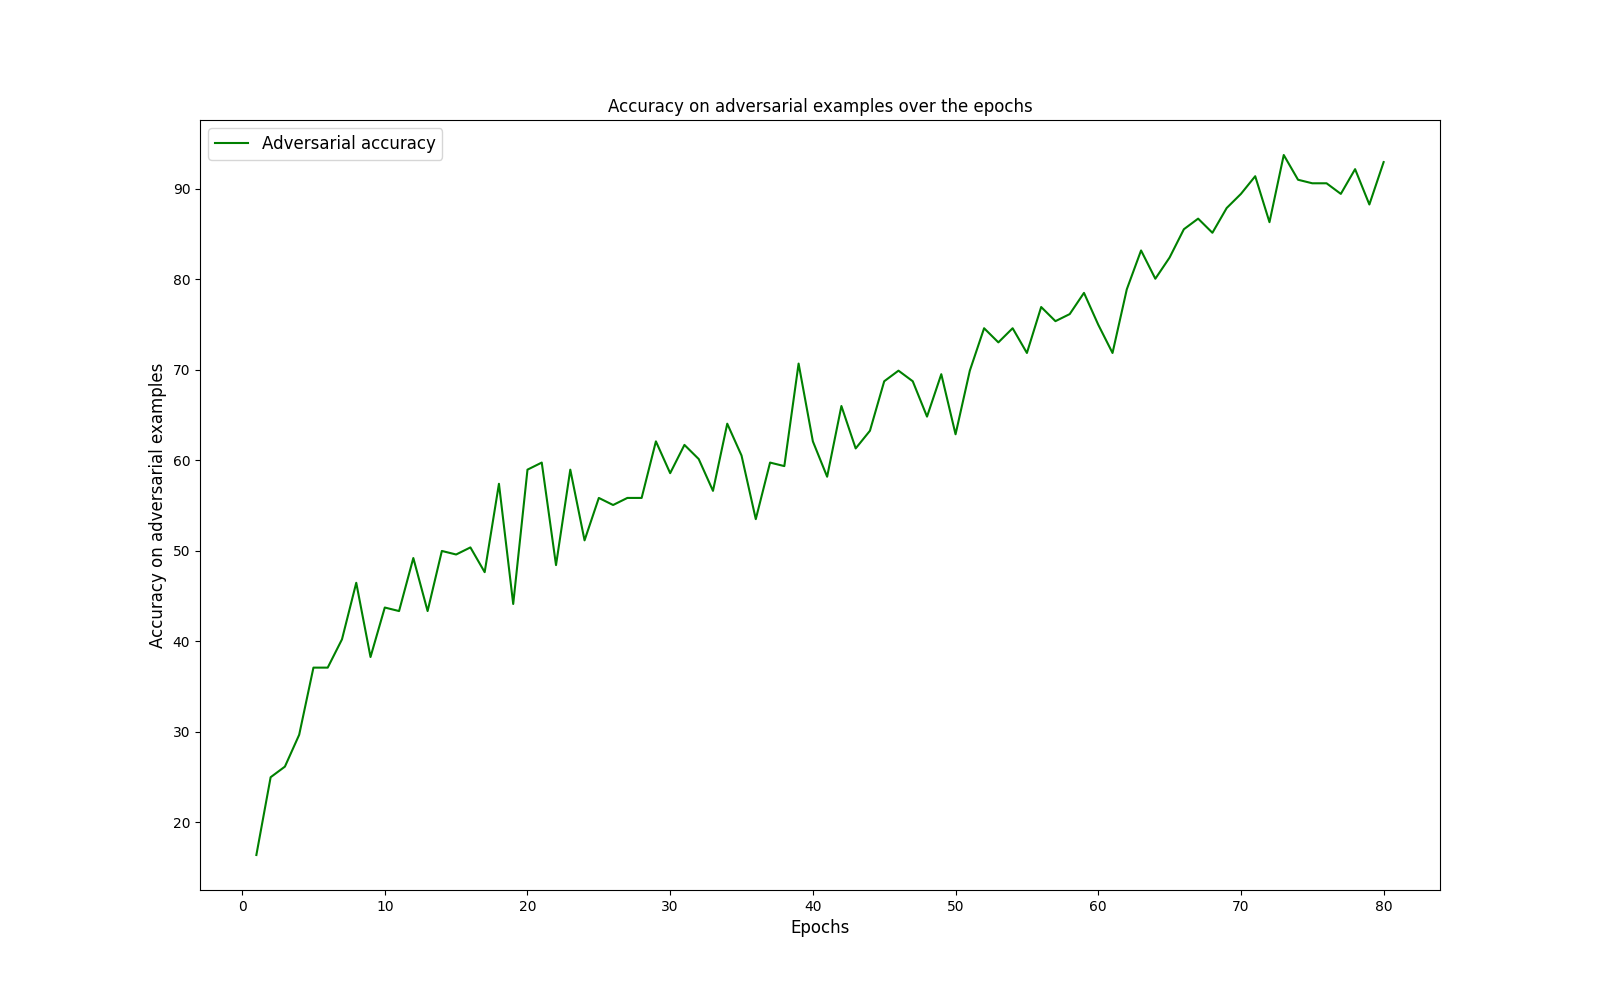 Accuracy on adversarial examples over the epochs
Adversarial accuracy
Accuracy on adversarial examples
90
80
70
60
50
40
30
20
0 10 20 30 40 50 60 70 80
Epochs